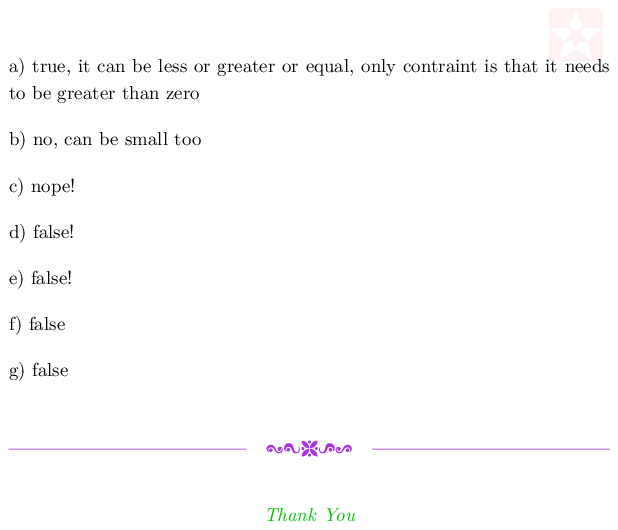 a) true, it can be less or greater or equal, only contraint is that it needs
to be greater than zero
b) no, can be small too
c) nope!
d) false!
e) false!
f) false
g) false
Thank You